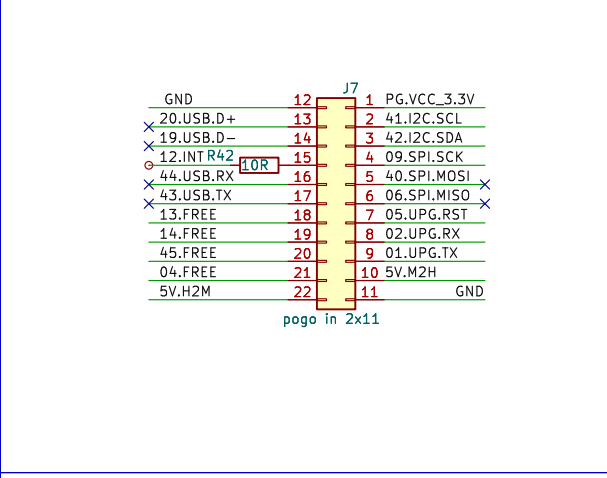 J7
GND 12 1 PG.VCC_3.3V
20.USB.D+ 13 2 41.I2C.SCL
19.USB.D- 14 3 42.I2C.SDA
12.INT R42 10R 15 4 09.SPI.SCK
44.USB.RX 16 5 40.SPI.MOSI
43.USB.TX 17 6 06.SPI.MISO
13.FREE 18 7 05.UPG.RST
14.FREE 19 8 02.UPG.RX
45.FREE 20 9 01.UPG.TX
04.FREE 21 10 5V.M2H
5V.H2M 22 11 GND
pogo in 2x11